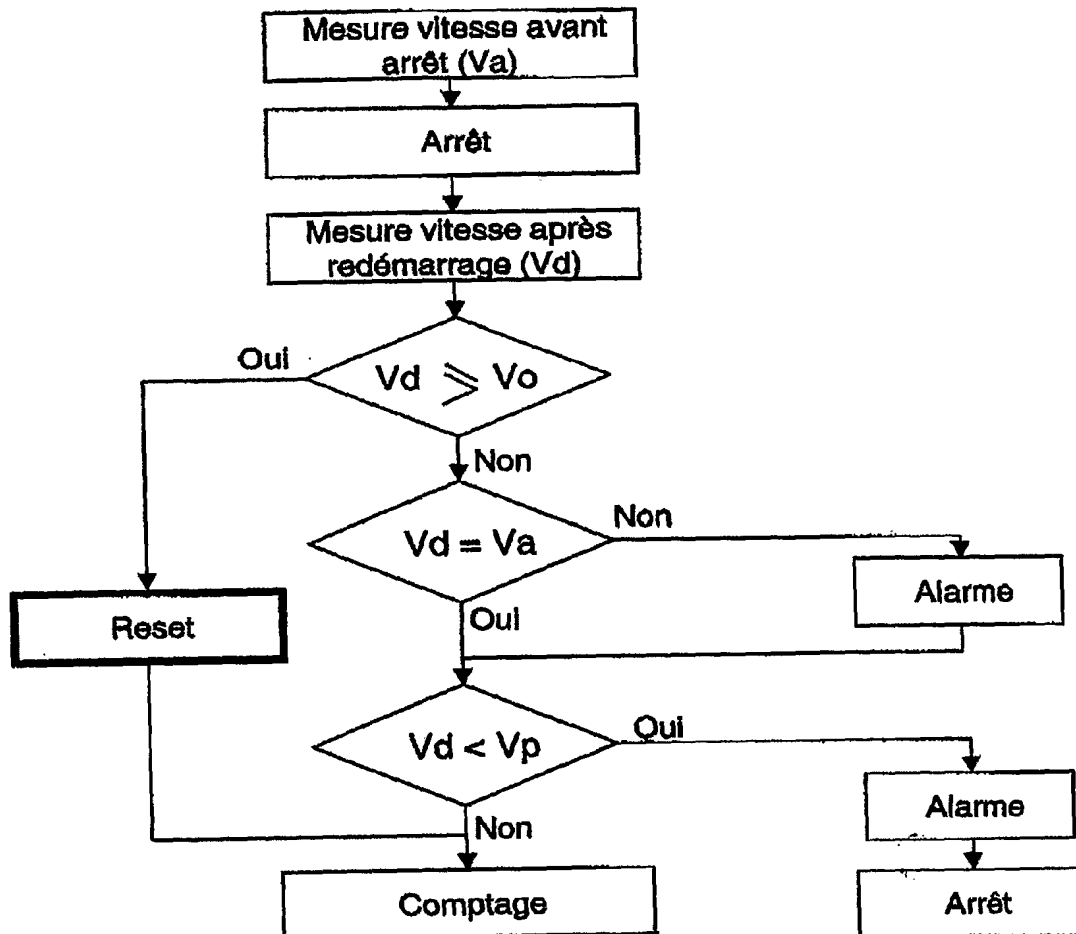 Mesure vitesse avant
arrêt (Va)
Arrêt
Mesure vitesse après
redémarrage (Vd)
Oui
Vd ⩾ Vo
Non
Vd = Va
Non
Alarme
Reset
Oui
Vd < Vp
Oui
Alarme
Non
Comptage
Arrêt